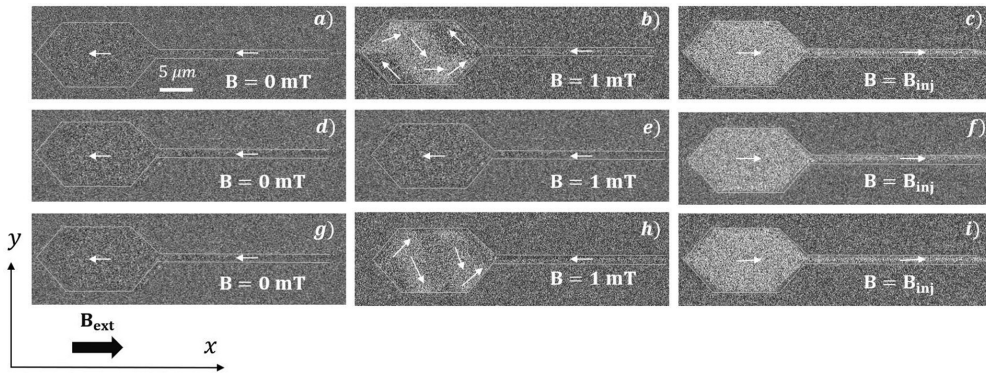 a)
5 μm
B = 0 mT
b)
B = 1 mT
c)
B = B_inj
d)
B = 0 mT
e)
B = 1 mT
f)
B = B_inj
g)
B = 0 mT
h)
B = 1 mT
i)
B = B_inj
y
B_ext
x